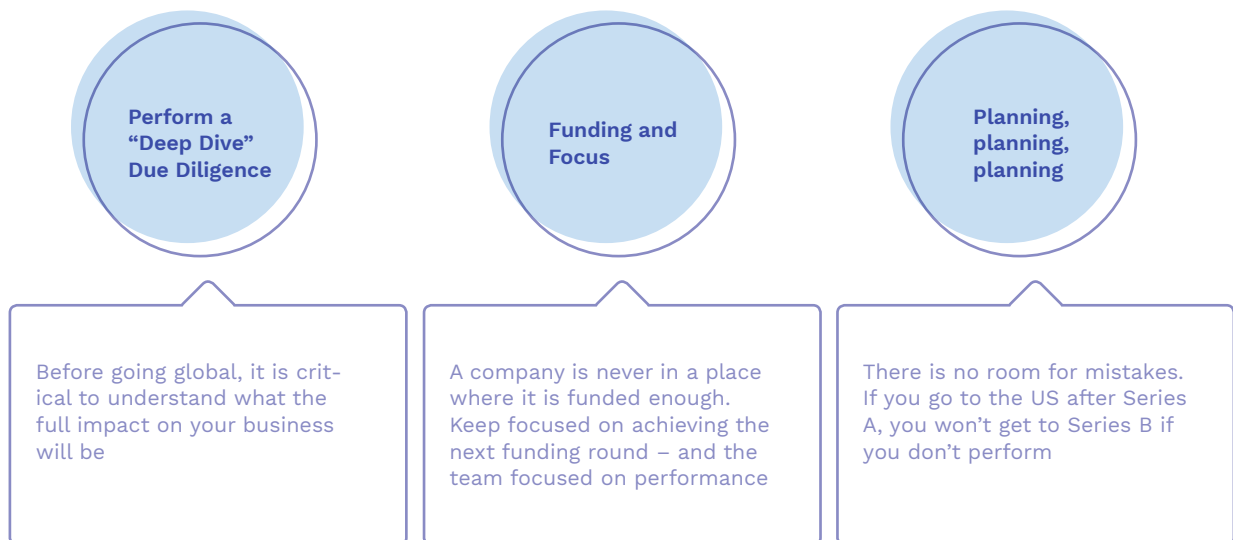 Perform a
“Deep Dive”
Due Diligence
Funding and
Focus
Planning,
planning,
planning
Before going global, it is crit-
ical to understand what the
full impact on your business
will be
A company is never in a place
where it is funded enough.
Keep focused on achieving the
next funding round – and the
team focused on performance
There is no room for mistakes.
If you go to the US after Series
A, you won’t get to Series B if
you don’t perform